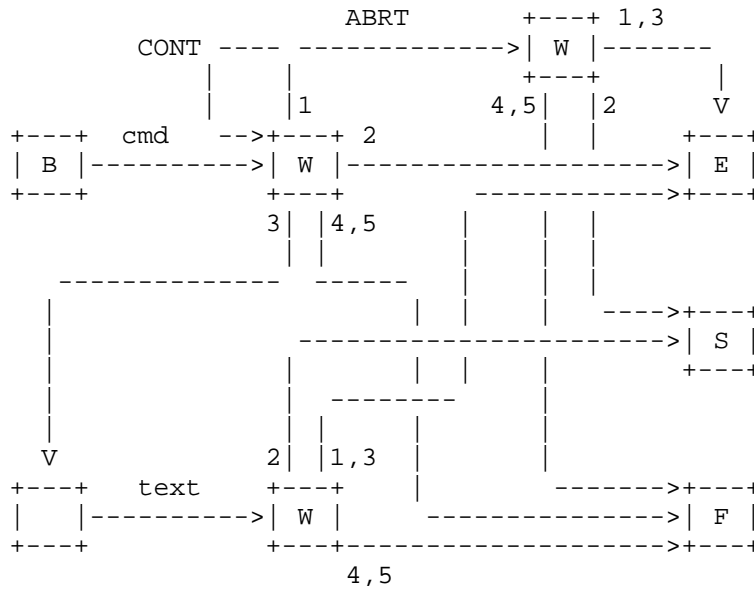 ABRT +---+ 1,3
CONT ---- ------------->| W |-------
| | +---+ |
| |1 4,5| |2 V
+---+ cmd -->+---+ 2 | | +---+
| B |---------->| W |-------------------->| E |
+---+ +---+ ------------>+---+
3| |4,5 | | |
| | | | |
-------------- ------ | | |
| | | | ---->+---+
| ----------------------->| S |
| | | | | +---+
| | -------- |
| | | | |
V 2| |1,3 | |
+---+ text +---+ | ------->+---+
| |---------->| W | --------------->| F |
+---+ +---+-------------------->+---+
4,5